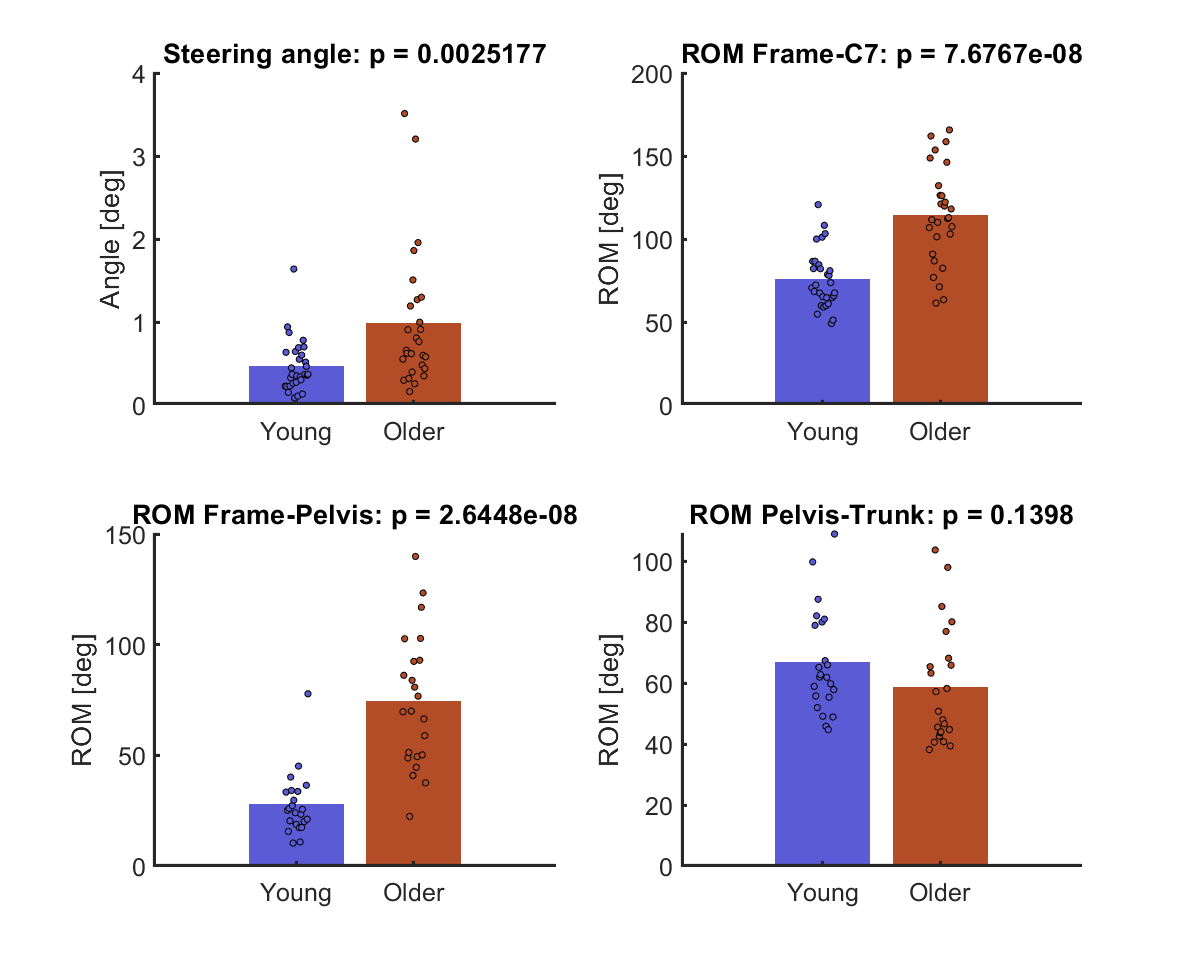 Steering angle: p = 0.0025177
4
3
2
1
0
Angle [deg]
Young Older
ROM Frame-C7: p = 7.6767e-08
200
150
100
50
0
ROM [deg]
Young Older
ROM Frame-Pelvis: p = 2.6448e-08
150
100
50
0
ROM [deg]
Young Older
ROM Pelvis-Trunk: p = 0.1398
100
80
60
40
20
0
ROM [deg]
Young Older